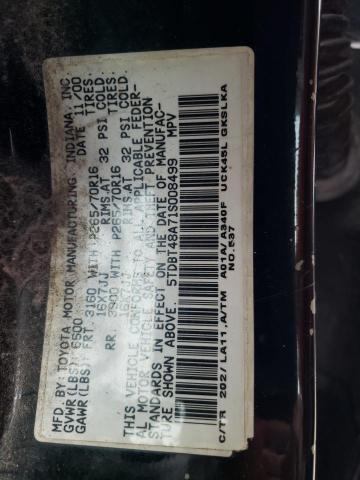 MFD.BY:TOYOTA MOTOR MANUFACTURING INDIANA, INC.
GVWR(LBS) 6500 11/00
GAWR(LBS) FRT. 3160 WITH P265/70R16 TIRES,
16X7JJ RIMS.AT 32 PSI COLD.
RR. 3900 WITH P265/70R16 TIRES,
16X7JJ RIMS.AT 32 PSI COLD.
THIS VEHICLE CONFORMS TO ALL APPLICABLE FEDER-
AL MOTOR VEHICLE SAFETY AND THEFT PREVENTION
STANDARDS IN EFFECT ON THE DATE OF MANUFAC-
TURE SHOWN ABOVE.
5TDBT48A71S008499 MPV
C/TR 202/ LA11,A/TM A01A/ A340F UCK45L GKSLKA
NO.537